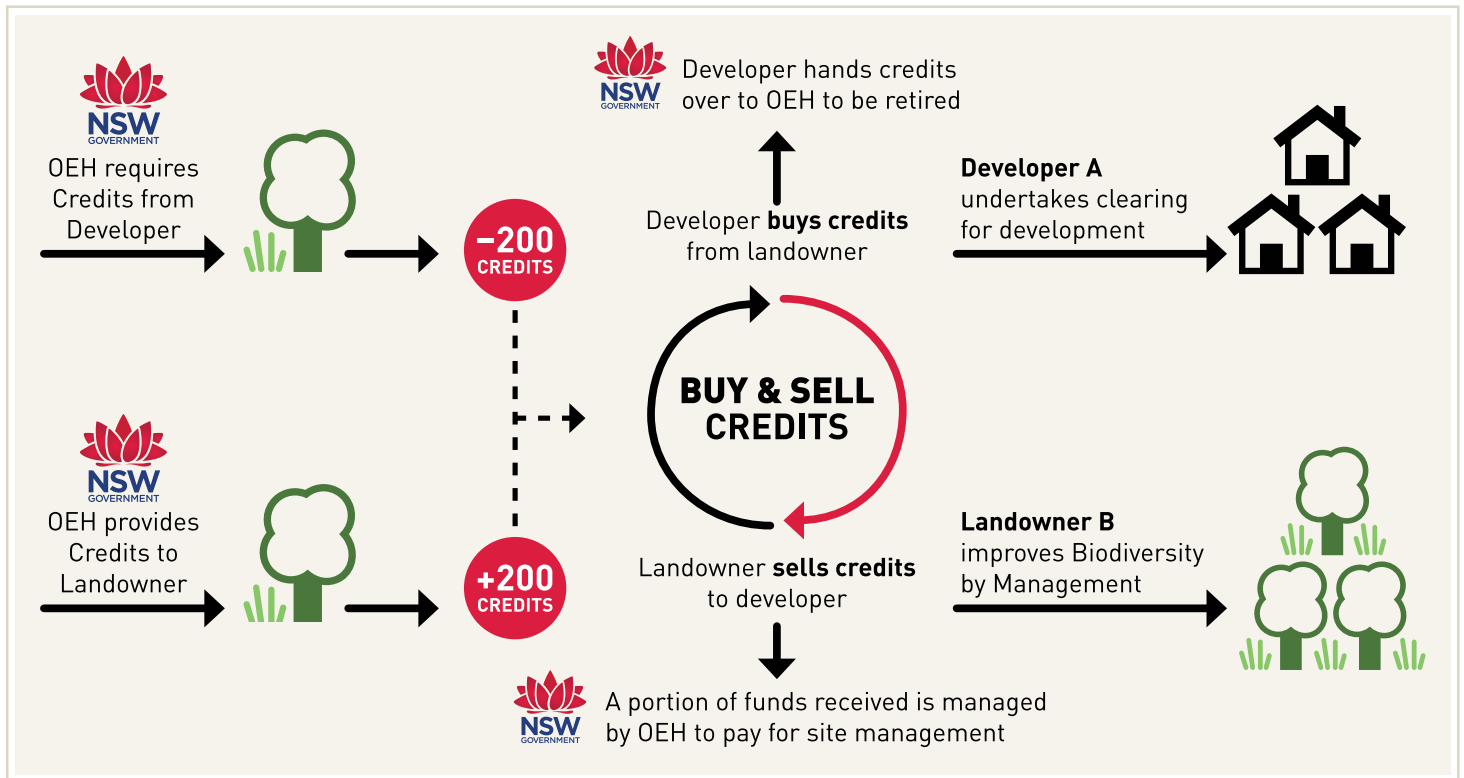 NSW
GOVERNMENT
OEH requires
Credits from
Developer
−200
CREDITS
NSW
GOVERNMENT
Developer hands credits
over to OEH to be retired
Developer buys credits
from landowner
Developer A
undertakes clearing
for development
BUY & SELL
CREDITS
NSW
GOVERNMENT
OEH provides
Credits to
Landowner
+200
CREDITS
Landowner sells credits
to developer
Landowner B
improves Biodiversity
by Management
NSW
GOVERNMENT
A portion of funds received is managed
by OEH to pay for site management